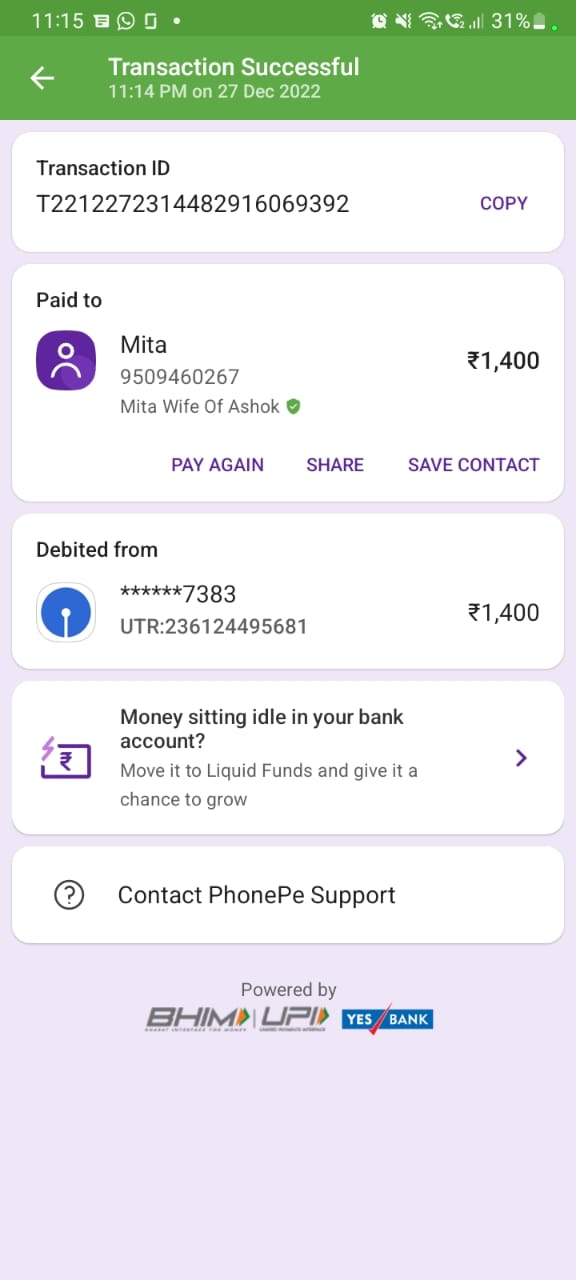 11:15
31%
Transaction Successful
11:14 PM on 27 Dec 2022
Transaction ID
T2212272314482916069392
COPY
Paid to
Mita
₹1,400
9509460267
Mita Wife Of Ashok
PAY AGAIN SHARE SAVE CONTACT
Debited from
******7383
₹1,400
UTR:236124495681
Money sitting idle in your bank
account?
Move it to Liquid Funds and give it a
chance to grow
Contact PhonePe Support
Powered by
BHIM UPI YES BANK